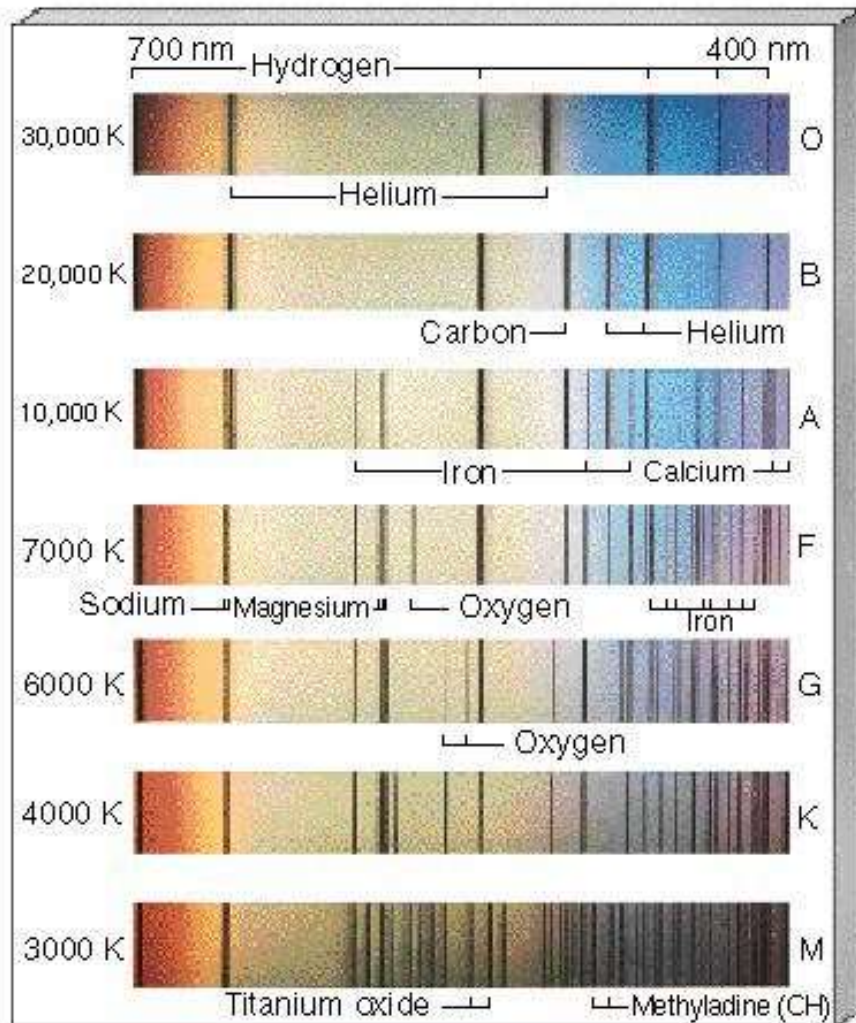 700 nm 400 nm
Hydrogen
30,000 K O
Helium
20,000 K B
Carbon Helium
10,000 K A
Iron Calcium
7000 K F
Sodium Magnesium Oxygen Iron
6000 K G
Oxygen
4000 K K
3000 K M
Titanium oxide Methyladine (CH)